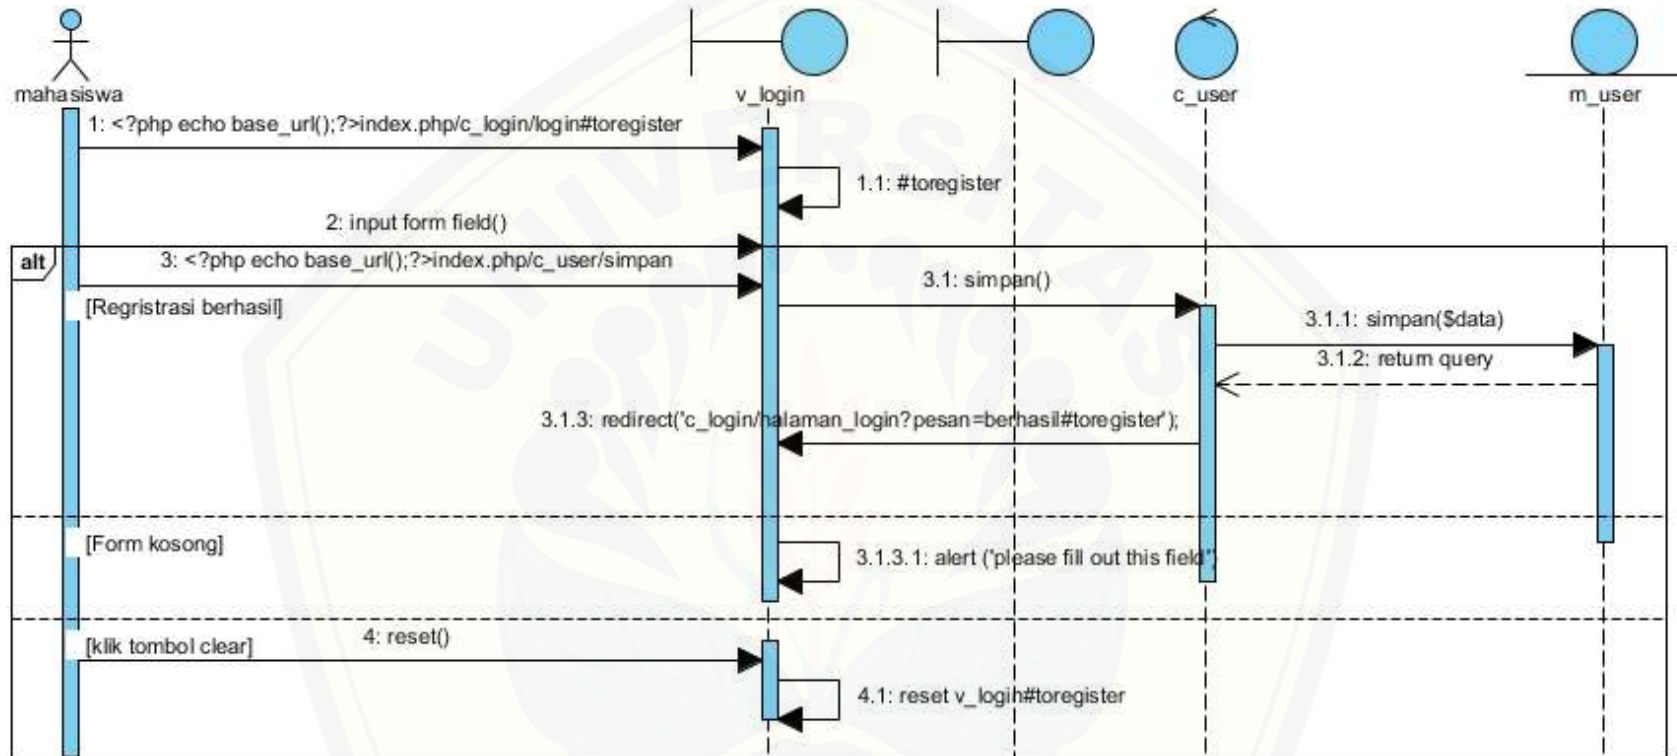 mahasiswa
v_login
c_user
m_user
1: <?php echo base_url();?>index.php/c_login/login#toregister
1.1: #toregister
2: input form field()
alt
3: <?php echo base_url();?>index.php/c_user/simpan
3.1: simpan()
[Regristrasi berhasil]
3.1.1: simpan($data)
3.1.2: return query
3.1.3: redirect('c_login/halaman_login?pesan=berhasil#toregister');
[Form kosong]
3.1.3.1: alert ('please fill out this field')
[klik tombol clear]
4: reset()
4.1: reset v_login#toregister
UNIVERSITAS